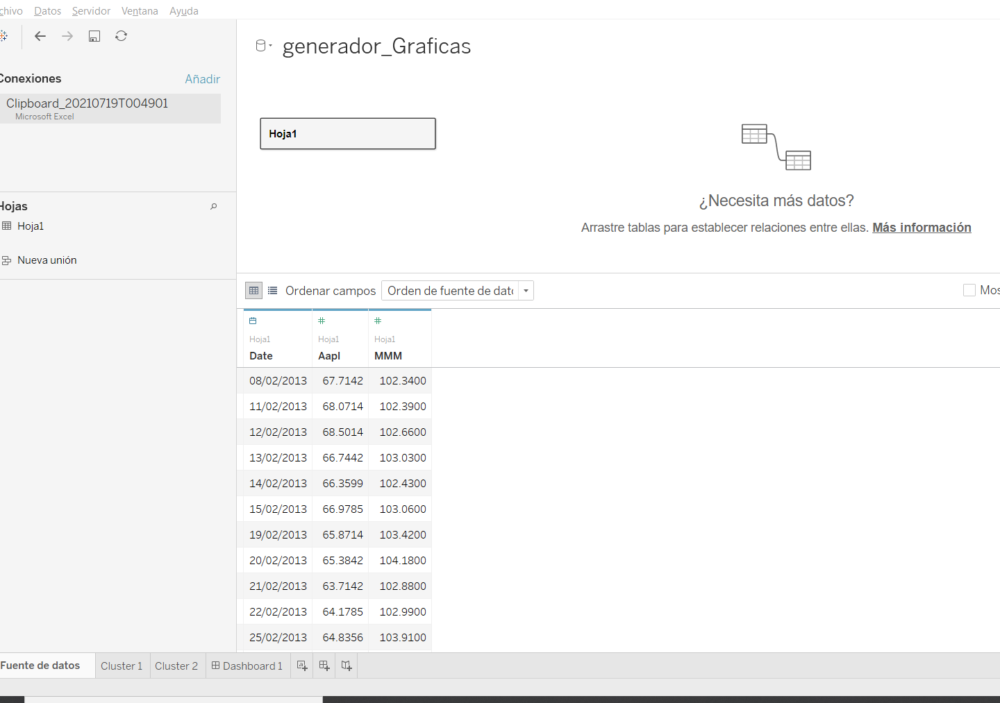 chivo Datos Servidor Ventana Ayuda
generador_Graficas
Conexiones Añadir
Clipboard_20210719T004901
Microsoft Excel
Hoja1
¿Necesita más datos?
Arrastre tablas para establecer relaciones entre ellas. Más información
Hojas
Hoja1
Nueva unión
Ordenar campos Orden de fuente de dat Mos
Hoja1 Hoja1 Hoja1
Date Aapl MMM
08/02/2013 67.7142 102.3400
11/02/2013 68.0714 102.3900
12/02/2013 68.5014 102.6600
13/02/2013 66.7442 103.0300
14/02/2013 66.3599 102.4300
15/02/2013 66.9785 103.0600
19/02/2013 65.8714 103.4200
20/02/2013 65.3842 104.1800
21/02/2013 63.7142 102.8800
22/02/2013 64.1785 102.9900
25/02/2013 64.8356 103.9100
Fuente de datos Cluster 1 Cluster 2 Dashboard 1